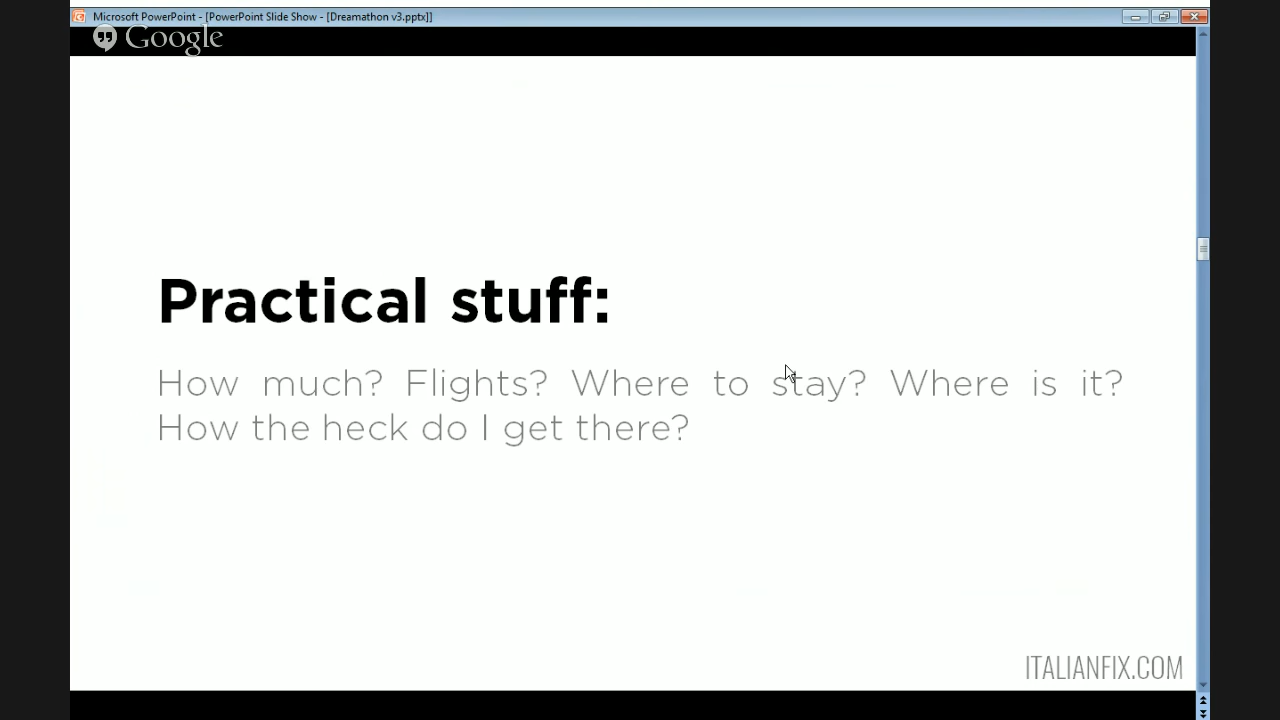 Microsoft PowerPoint - [PowerPoint Slide Show - [Dreamathon v3.pptx]]
Google
Practical stuff:
How much? Flights? Where to stay? Where is it?
How the heck do I get there?
ITALIANFIX.COM